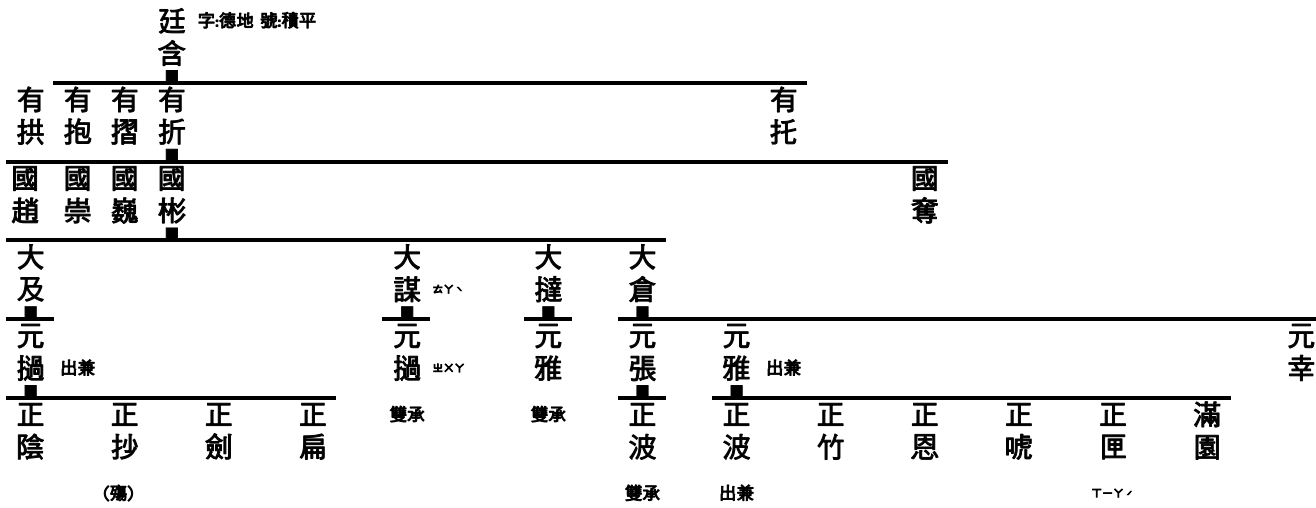 廷含 字:德地 號:積平
有拱 有抱 有摺 有折 有托
國趙 國崇 國巍 國彬 國奪
大及 大謀 ㄊㄚˋ 大撻 大倉
元撾 出兼 元撾 ㄓㄨㄚ 元雅 元張 元雅 出兼 元幸
正陰 正抄 正劍 正扁 雙承 雙承 正波 正波 正竹 正恩 正唬 正匣 滿園
(殤) 雙承 出兼 ㄒㄧㄚˊ